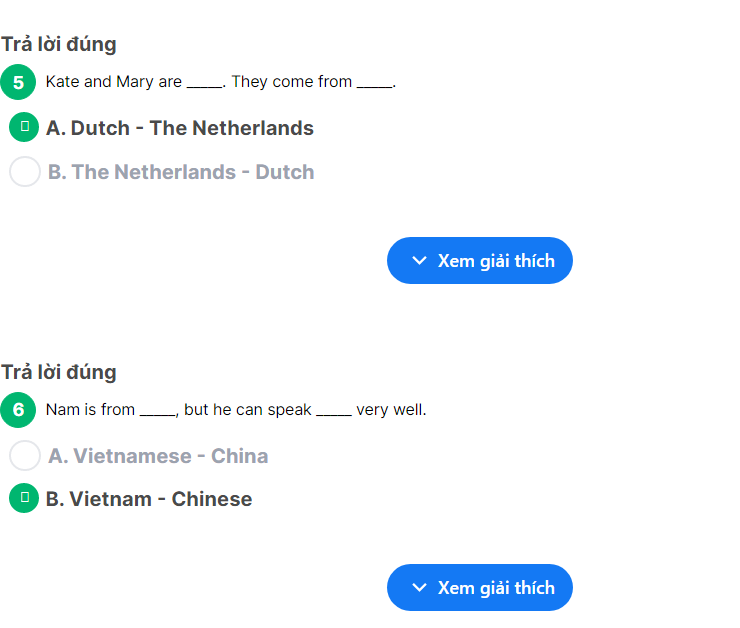 Trả lời đúng
5 Kate and Mary are _____. They come from _____.
A. Dutch - The Netherlands
B. The Netherlands - Dutch
Xem giải thích
Trả lời đúng
6 Nam is from _____, but he can speak _____ very well.
A. Vietnamese - China
B. Vietnam - Chinese
Xem giải thích